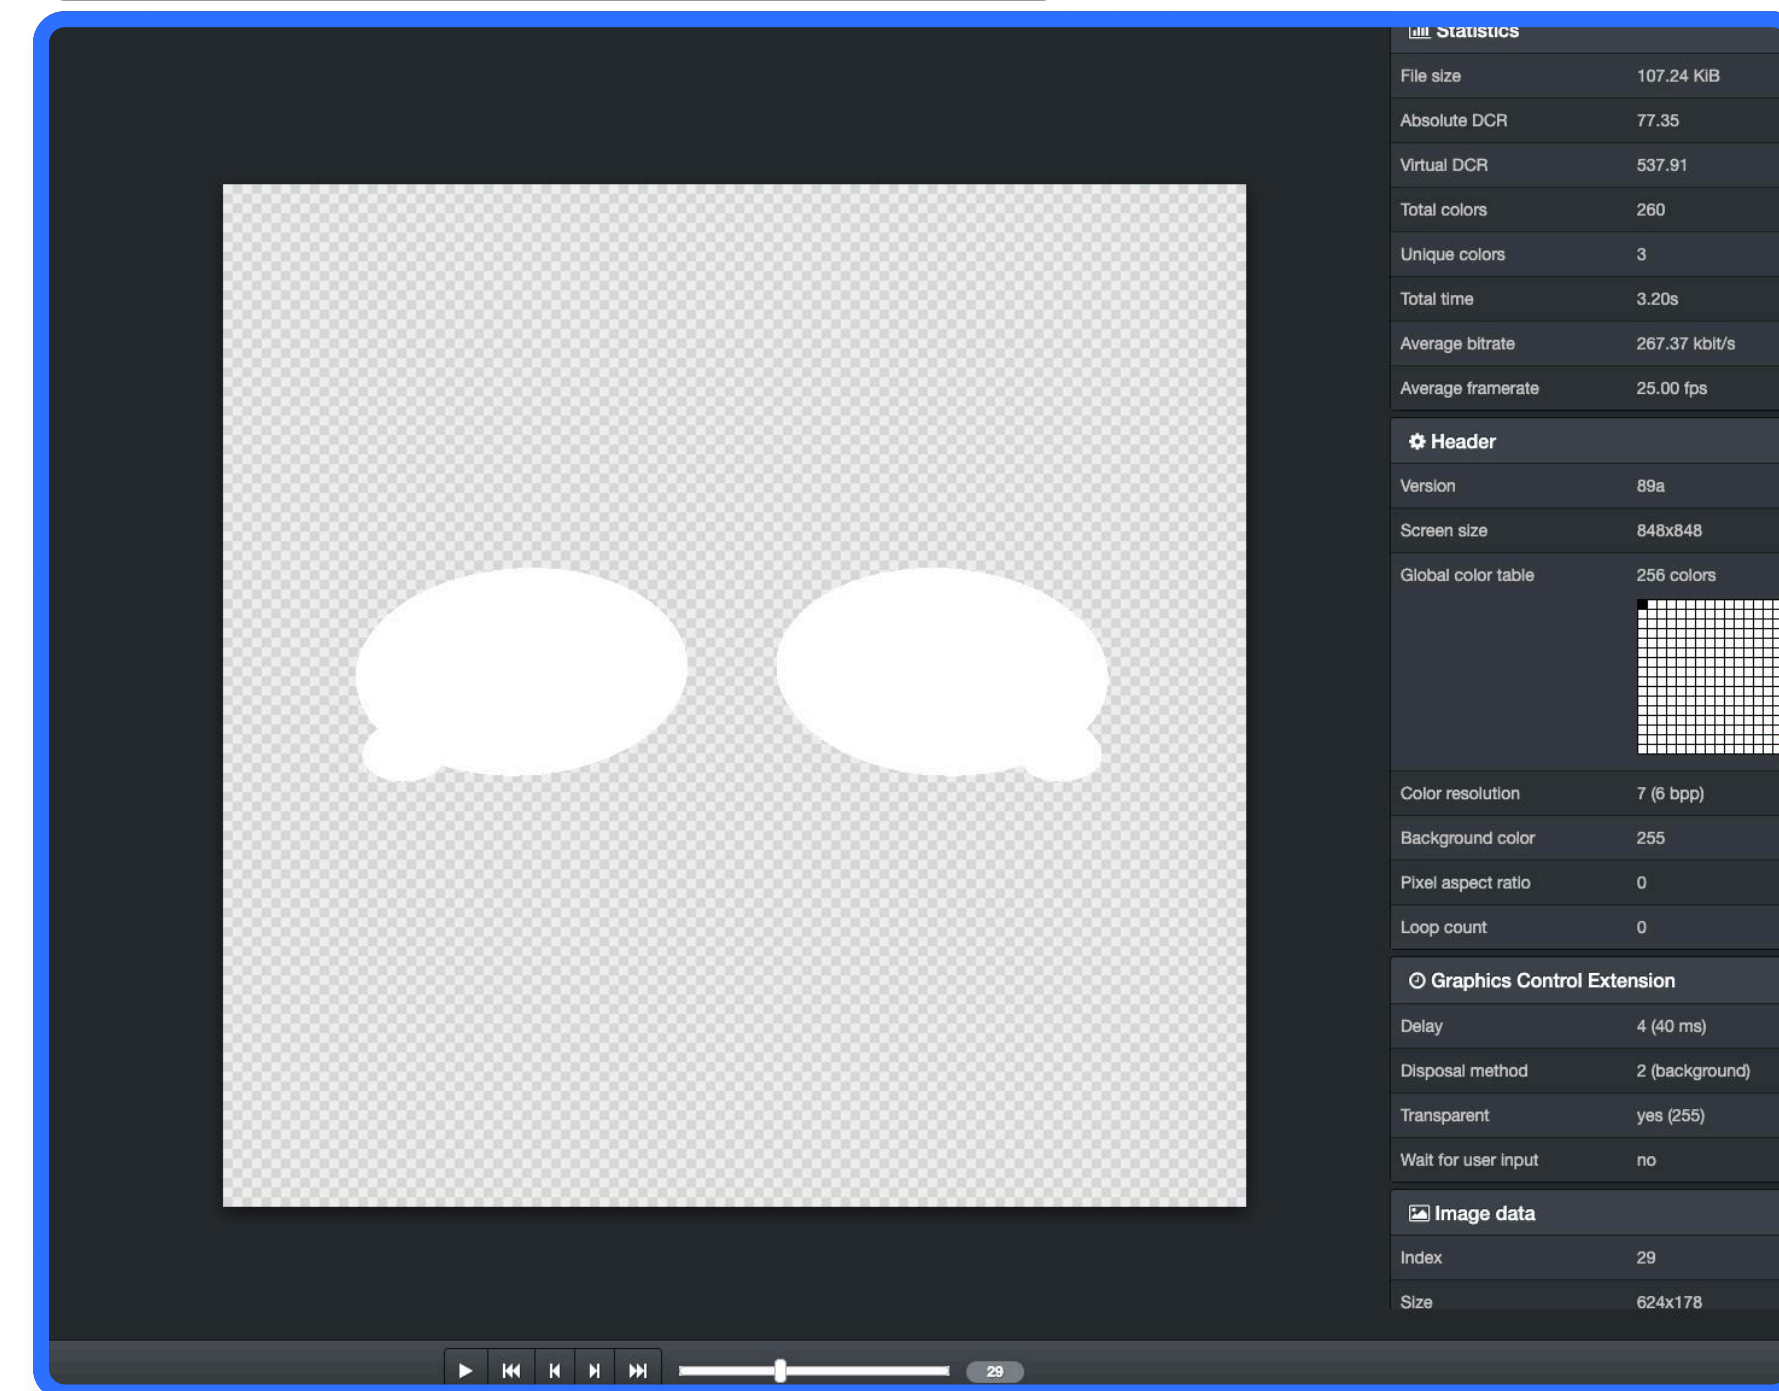 Statistics
File size 107.24 KiB
Absolute DCR 77.35
Virtual DCR 537.91
Total colors 260
Unique colors 3
Total time 3.20s
Average bitrate 267.37 kbit/s
Average framerate 25.00 fps
Header
Version 89a
Screen size 848x848
Global color table 256 colors
Color resolution 7 (6 bpp)
Background color 255
Pixel aspect ratio 0
Loop count 0
Graphics Control Extension
Delay 4 (40 ms)
Disposal method 2 (background)
Transparent yes (255)
Wait for user input no
Image data
Index 29
Size 624x178
29